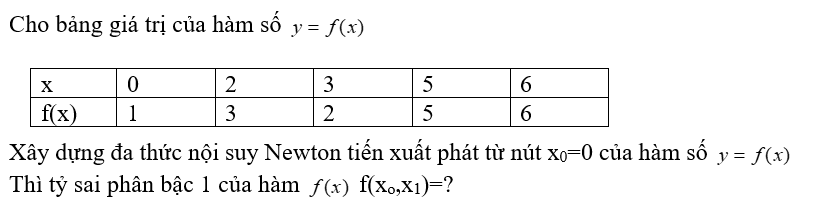 Cho bảng giá trị của hàm số y = f(x)
x 0 2 3 5 6
f(x) 1 3 2 5 6
Xây dựng đa thức nội suy Newton tiến xuất phát từ nút x₀=0 của hàm số y = f(x)
Thì tỷ sai phân bậc 1 của hàm f(x) f(xₒ,x₁)=?